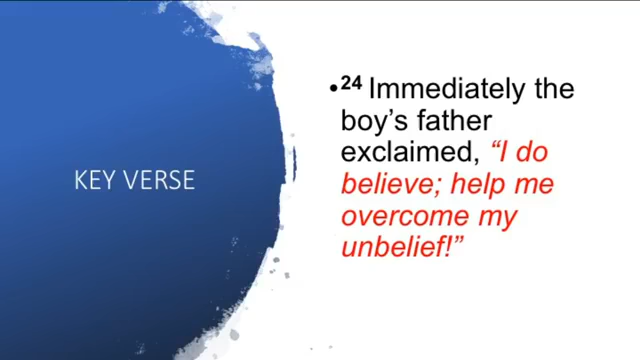 KEY VERSE
•24 Immediately the
boy’s father
exclaimed, “I do
believe; help me
overcome my
unbelief!”